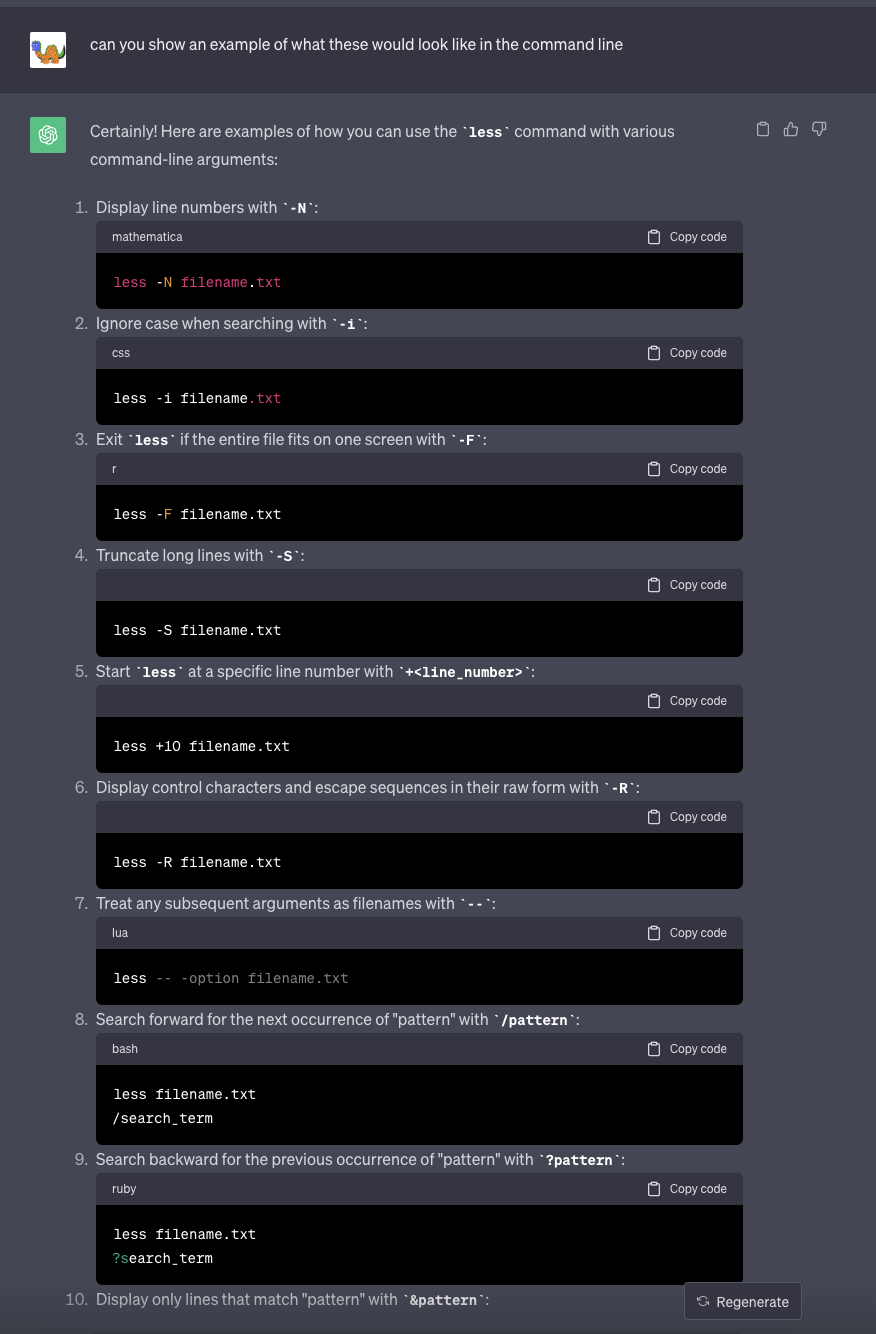 can you show an example of what these would look like in the command line
Certainly! Here are examples of how you can use the `less` command with various
command-line arguments:
1. Display line numbers with `-N`:
mathematica Copy code
less -N filename.txt
2. Ignore case when searching with `-i`:
css Copy code
less -i filename.txt
3. Exit `less` if the entire file fits on one screen with `-F`:
r Copy code
less -F filename.txt
4. Truncate long lines with `-S`:
Copy code
less -S filename.txt
5. Start `less` at a specific line number with `+<line_number>`:
Copy code
less +10 filename.txt
6. Display control characters and escape sequences in their raw form with `-R`:
Copy code
less -R filename.txt
7. Treat any subsequent arguments as filenames with `--`:
lua Copy code
less -- -option filename.txt
8. Search forward for the next occurrence of "pattern" with `/pattern`:
bash Copy code
less filename.txt
/search_term
9. Search backward for the previous occurrence of "pattern" with `?pattern`:
ruby Copy code
less filename.txt
?search_term
10. Display only lines that match "pattern" with `&pattern`:
Regenerate